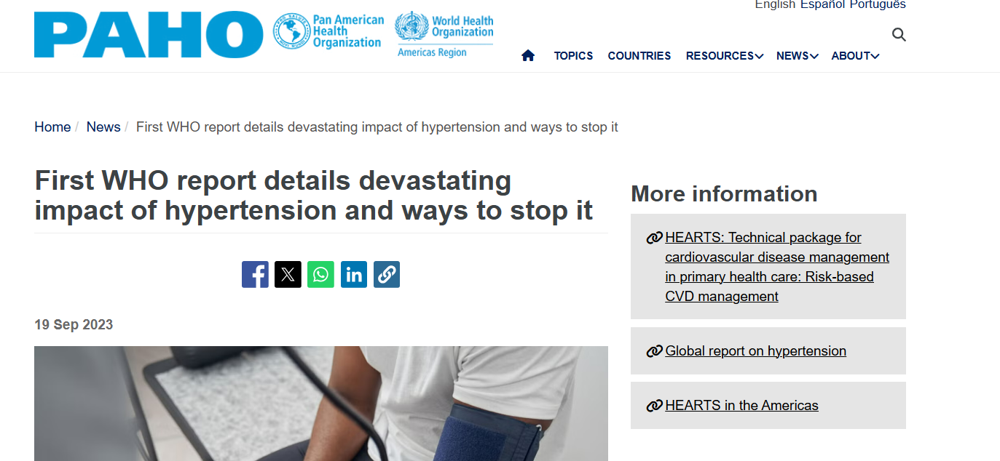 English Español Português
PAHO
Pan American
Health
Organization
World Health
Organization
Americas Region
TOPICS COUNTRIES RESOURCES NEWS ABOUT
Home / News / First WHO report details devastating impact of hypertension and ways to stop it
First WHO report details devastating
impact of hypertension and ways to stop it
19 Sep 2023
More information
HEARTS: Technical package for
cardiovascular disease management
in primary health care: Risk-based
CVD management
Global report on hypertension
HEARTS in the Americas